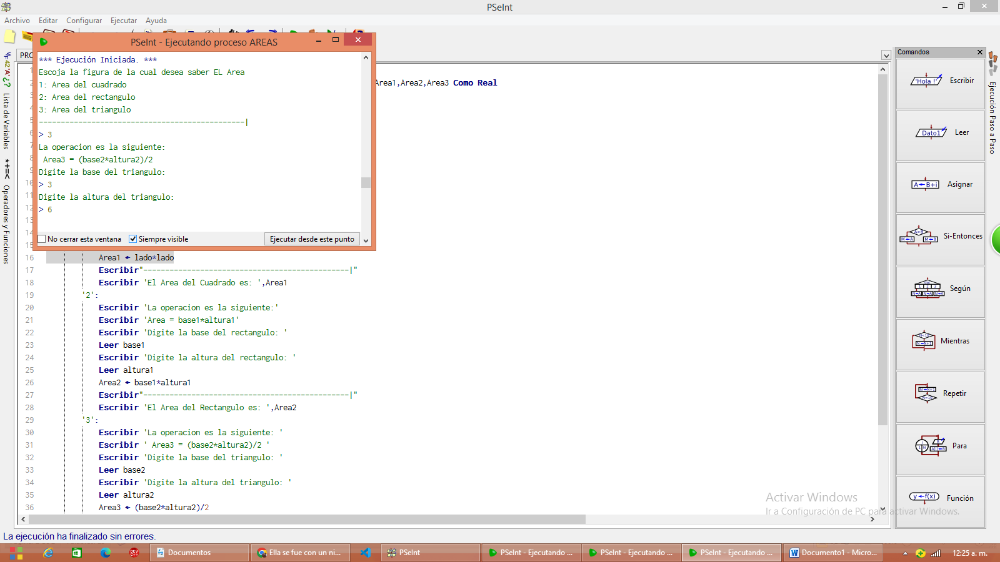 PSeInt
Archivo Editar Configurar Ejecutar Ayuda
PSeInt - Ejecutando proceso AREAS
*** Ejecución Iniciada. ***
Escoja la figura de la cual desea saber EL Area
1: Area del cuadrado
2: Area del rectangulo
3: Area del triangulo
-----------------------------------------------|
> 3
La operacion es la siguiente:
Area3 = (base2*altura2)/2
Digite la base del triangulo:
> 3
Digite la altura del triangulo:
> 6
No cerrar esta ventana
Siempre visible
Ejecutar desde este punto
PRO
Area1,Area2,Area3 Como Real
16 Area1 ← lado*lado
17 Escribir"-----------------------------------------------|"
18 Escribir 'El Area del Cuadrado es: ',Area1
19 '2':
20 Escribir 'La operacion es la siguiente:'
21 Escribir 'Area = base1*altura1'
22 Escribir 'Digite la base del rectangulo: '
23 Leer base1
24 Escribir 'Digite la altura del rectangulo: '
25 Leer altura1
26 Area2 ← base1*altura1
27 Escribir"-----------------------------------------------|"
28 Escribir 'El Area del Rectangulo es: ',Area2
29 '3':
30 Escribir 'La operacion es la siguiente: '
31 Escribir ' Area3 = (base2*altura2)/2 '
32 Escribir 'Digite la base del triangulo: '
33 Leer base2
34 Escribir 'Digite la altura del triangulo: '
35 Leer altura2
36 Area3 ← (base2*altura2)/2
Lista de Variables
*+=<
Operadores y Funciones
Comandos
'Hola !' Escribir
Dato1 Leer
A←B+i Asignar
Si-Entonces
Según
Mientras
Repetir
Para
y←f(x) Función
Ejecución Paso a Paso
Activar Windows
Ir a Configuración de PC para activar Windows.
La ejecución ha finalizado sin errores.
Documentos
Ella se fue con un ni...
PSeInt
PSeInt - Ejecutando ...
PSeInt - Ejecutando ...
PSeInt - Ejecutando ...
Documento1 - Micro...
12:25 a. m.